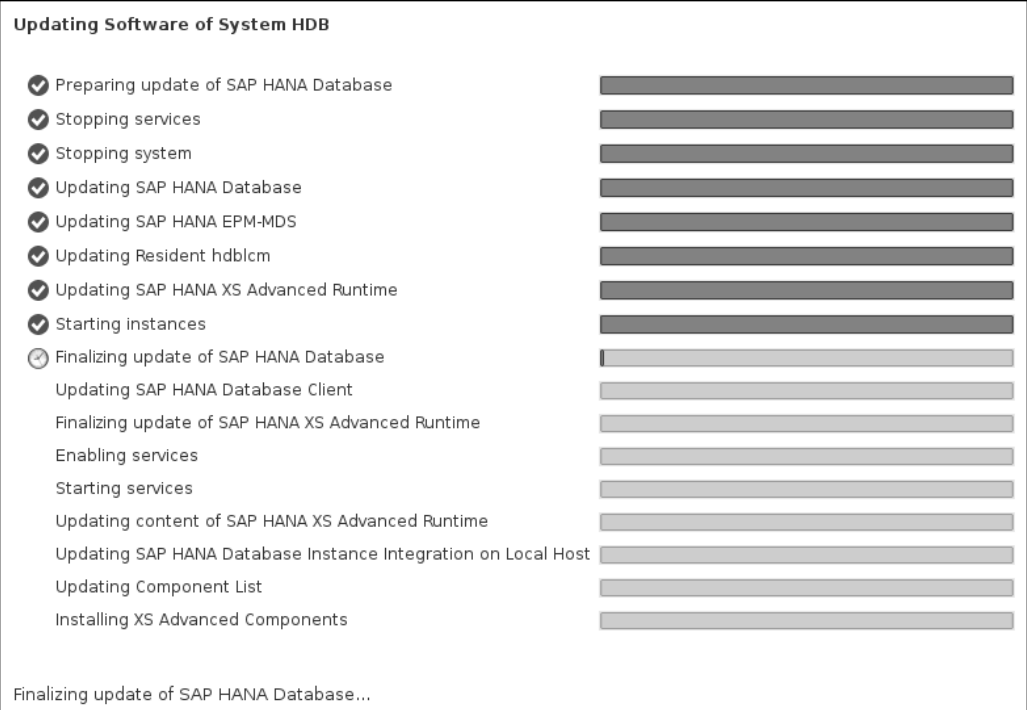 Updating Software of System HDB
Preparing update of SAP HANA Database
Stopping services
Stopping system
Updating SAP HANA Database
Updating SAP HANA EPM-MDS
Updating Resident hdblcm
Updating SAP HANA XS Advanced Runtime
Starting instances
Finalizing update of SAP HANA Database
Updating SAP HANA Database Client
Finalizing update of SAP HANA XS Advanced Runtime
Enabling services
Starting services
Updating content of SAP HANA XS Advanced Runtime
Updating SAP HANA Database Instance Integration on Local Host
Updating Component List
Installing XS Advanced Components
Finalizing update of SAP HANA Database...